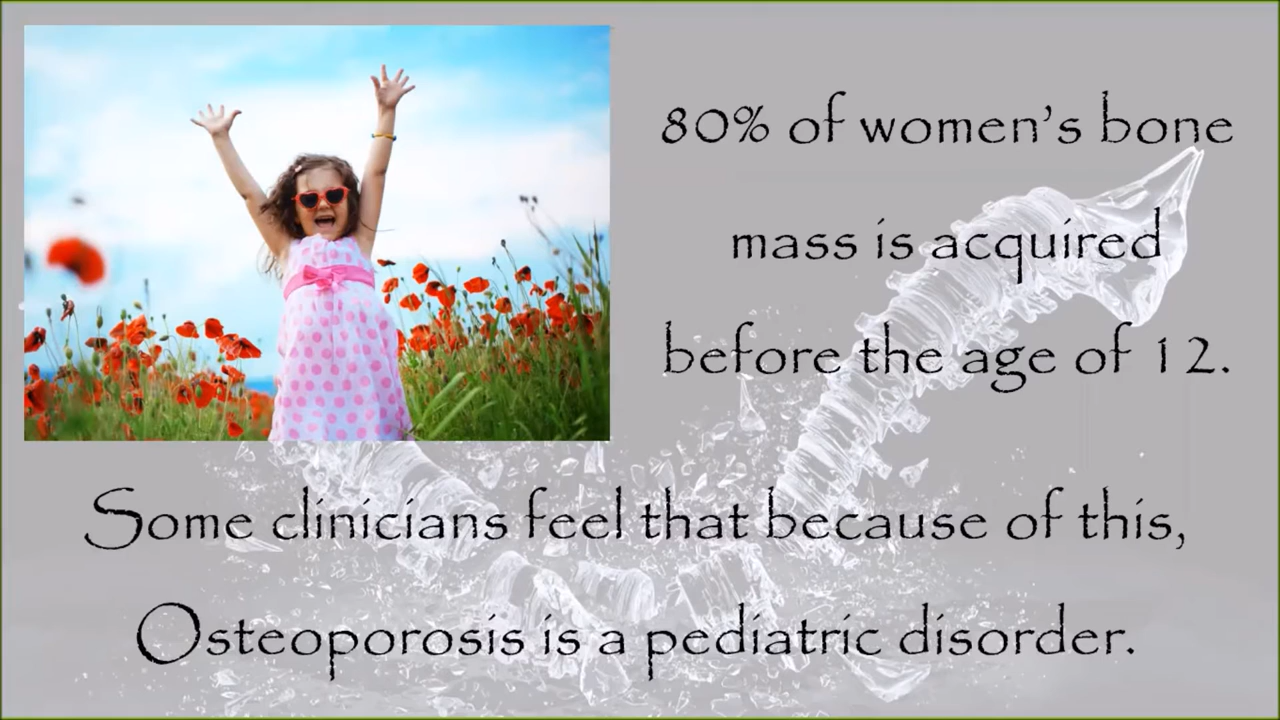 80% of women's bone
mass is acquired
before the age of 12.
Some clinicians feel that because of this,
Osteoporosis is a pediatric disorder.